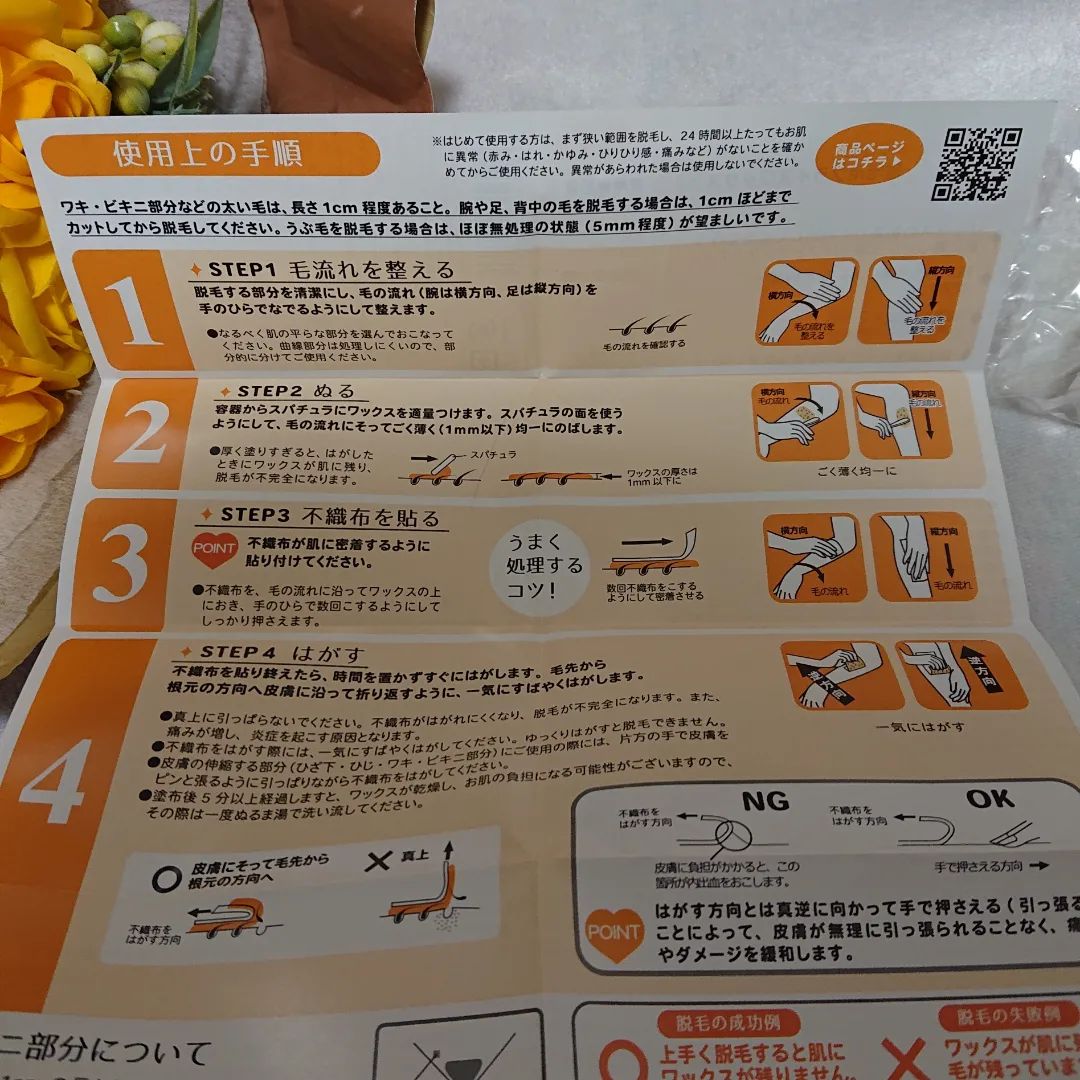 使用上の手順
※はじめて使用する方は、まず狭い範囲を脱毛し、24時間以上たってもお肌
に異常（赤み・はれ・かゆみ・ひりひり感・痛みなど）がないことを確か
めてからご使用ください。異常があらわれた場合は使用しないでください。
商品ページ
はコチラ▶
ワキ・ビキニ部分などの太い毛は、長さ1cm程度あること。腕や足、背中の毛を脱毛する場合は、1cmほどまで
カットしてから脱毛してください。うぶ毛を脱毛する場合は、ほぼ無処理の状態（5mm程度）が望ましいです。
1
STEP1 毛流れを整える
脱毛する部分を清潔にし、毛の流れ（腕は横方向、足は縦方向）を
手のひらでなでるようにして整えます。
●なるべく肌の平らな部分を選んでおこなって
ください。曲線部分は処理しにくいので、部
分的に分けてご使用ください。
毛の流れを確認する
横方向
毛の流れを
整える
縦方向
毛の流れを
整える
2
STEP2 ぬる
容器からスパチュラにワックスを適量つけます。スパチュラの面を使う
ようにして、毛の流れにそってごく薄く（1mm以下）均一にのばします。
●厚く塗りすぎると、はがした
ときにワックスが肌に残り、
脱毛が不完全になります。
スパチュラ
ワックスの厚さは
1mm以下に
横方向
毛の流れ
縦方向
毛の流れ
ごく薄く均一に
3
STEP3 不織布を貼る
POINT
不織布が肌に密着するように
貼り付けてください。
●不織布を、毛の流れに沿ってワックスの上
におき、手のひらで数回こするようにして
しっかり押さえます。
うまく
処理する
コツ!
数回不織布をこする
ようにして密着させる
横方向
毛の流れ
縦方向
毛の流れ
4
STEP4 はがす
不織布を貼り終えたら、時間を置かずすぐにはがします。毛先から
根元の方向へ皮膚に沿って折り返すように、一気にすばやくはがします。
●真上に引っぱらないでください。不織布がはがれにくくなり、脱毛が不完全になります。また、
痛みが増し、炎症を起こす原因となります。
●不織布をはがす際には、一気にすばやくはがしてください。ゆっくりはがすと脱毛できません。
●皮膚の伸縮する部分（ひざ下・ひじ・ワキ・ビキニ部分）にご使用の際には、片方の手で皮膚を
ピンと張るように引っぱりながら不織布をはがしてください。
●塗布後5分以上経過しますと、ワックスが乾燥し、お肌の負担になる可能性がございますので、
その際は一度ぬるま湯で洗い流してください。
逆方向
逆方向
一気にはがす
皮膚にそって毛先から
根元の方向へ
不織布を
はがす方向
真上
NG
不織布を
はがす方向
皮膚に負担がかかると、この
箇所が内出血をおこします。
OK
不織布を
はがす方向
手で押さえる方向
POINT
はがす方向とは真逆に向かって手で押さえる（引っ張る
ことによって、皮膚が無理に引っ張られることなく、痛
やダメージを緩和します。
ニ部分について
脱毛の成功例
上手く脱毛すると肌に
ワックスが残りません。
脱毛の失敗例
ワックスが肌に
毛が残っていま